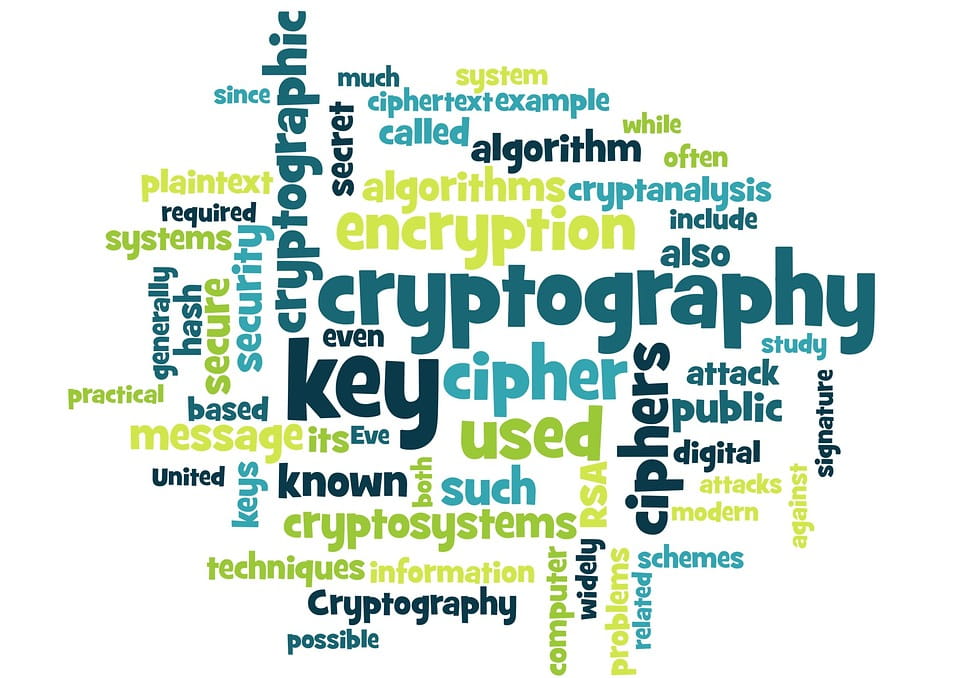 cryptographic
much
system
since
ciphertext
example
secret
called
while
algorithm
often
plaintext
algorithms
cryptanalysis
required
encryption
include
systems
security
also
cryptography
generally
hash
secure
even
study
key
cipher
ciphers
attack
signature
practical
based
public
message
its
Eve
used
digital
United
keys
known
both
such
RSA
attacks
against
modern
cryptosystems
techniques
information
computer
widely
problems
schemes
related
Cryptography
possible